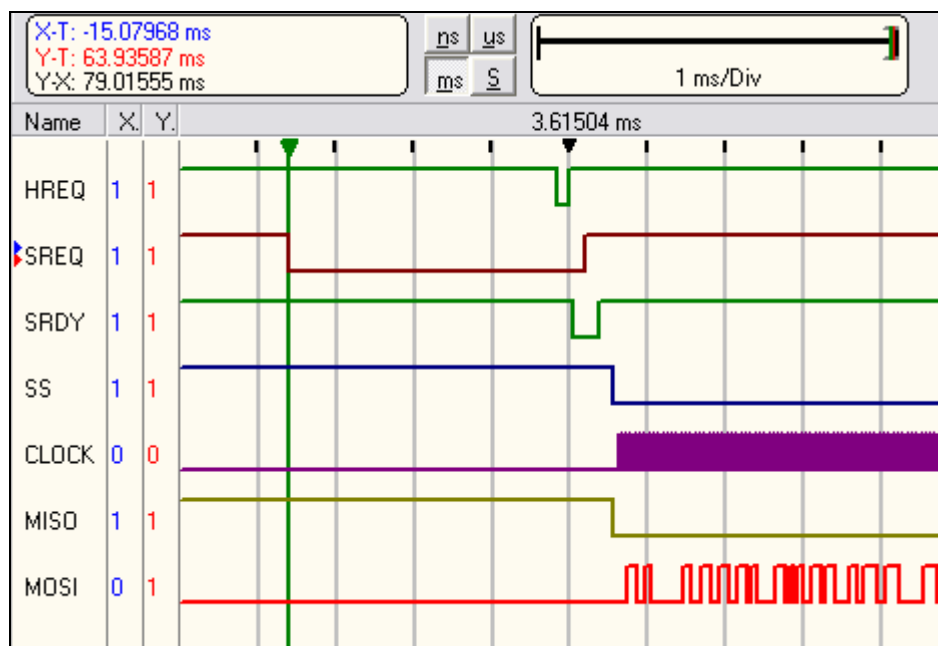 X-T: -15.07968 ms
Y-T: 63.93587 ms
Y-X: 79.01555 ms
ns us
ms S
1 ms/Div
Name X. Y. 3.61504 ms
HREQ 1 1
SREQ 1 1
SRDY 1 1
SS 1 1
CLOCK 0 0
MISO 1 1
MOSI 0 1